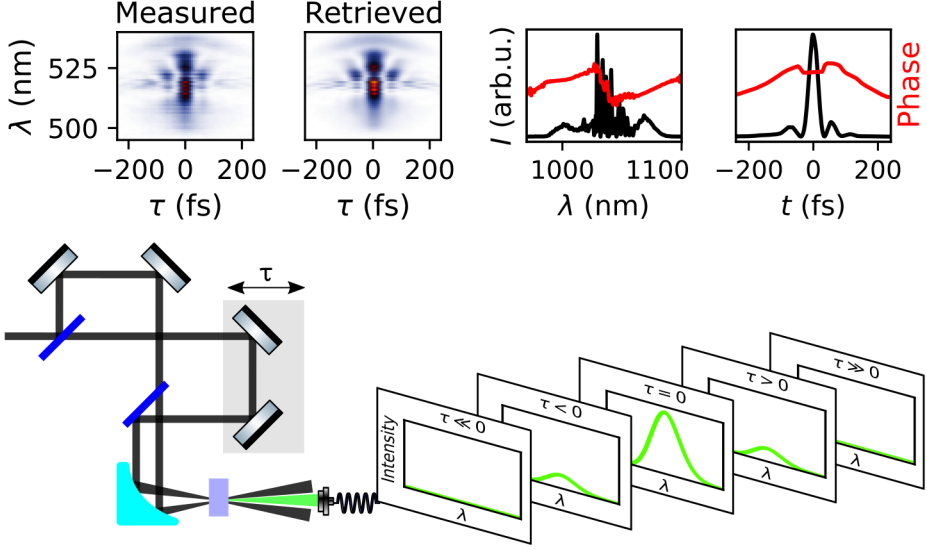 Measured
Retrieved
λ (nm)
525
500
−200 0 200
τ (fs)
−200 0 200
τ (fs)
I (arb.u.)
1000 1100
λ (nm)
−200 0 200
t (fs)
Phase
τ
τ ≪ 0
Intensity
λ
τ < 0
λ
τ = 0
λ
τ > 0
λ
τ ≫ 0
λ